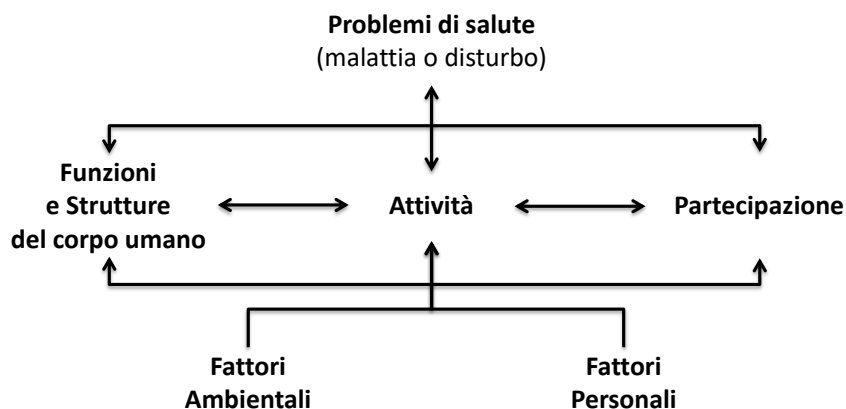 Problemi di salute
(malattia o disturbo)
Funzioni
e Strutture
del corpo umano
Attività
Partecipazione
Fattori
Ambientali
Fattori
Personali